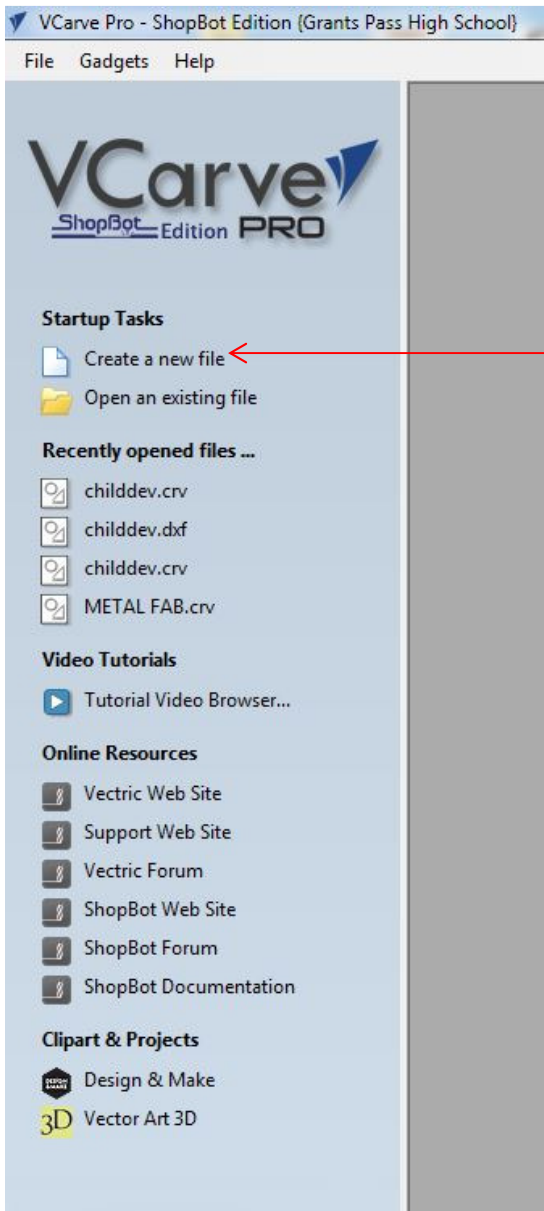 VCarve Pro - ShopBot Edition {Grants Pass High School}
File Gadgets Help
VCarve
ShopBot Edition PRO
Startup Tasks
Create a new file
Open an existing file
Recently opened files ...
childdev.crv
childdev.dxf
childdev.crv
METAL FAB.crv
Video Tutorials
Tutorial Video Browser...
Online Resources
Vectric Web Site
Support Web Site
Vectric Forum
ShopBot Web Site
ShopBot Forum
ShopBot Documentation
Clipart & Projects
Design & Make
3D Vector Art 3D